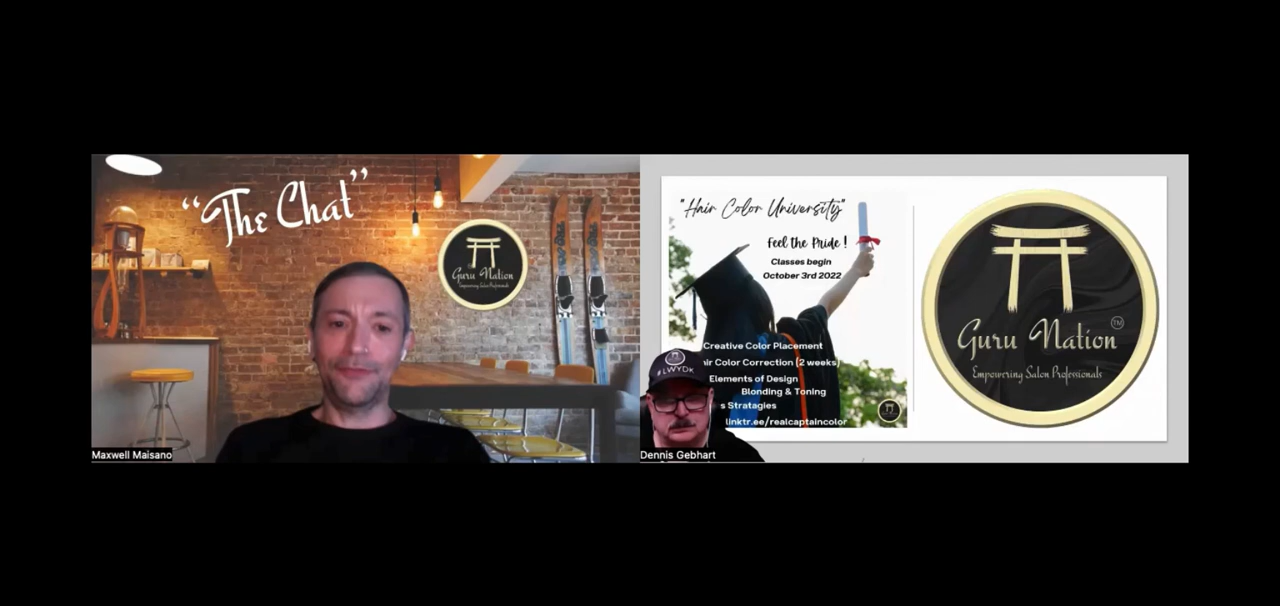 “The Chat”
Guru Nation
Empowering Salon Professionals
Maxwell Maisano
"Hair Color University"
Feel the Pride !
Classes begin
October 3rd 2022
Creative Color Placement
Color Correction (2 weeks)
Elements of Design
Blonding & Toning
Stratagies
linktr.ee/realcaptaincolor
#LWYDK
Dennis Gebhart
Guru Nation
TM
Empowering Salon Professionals